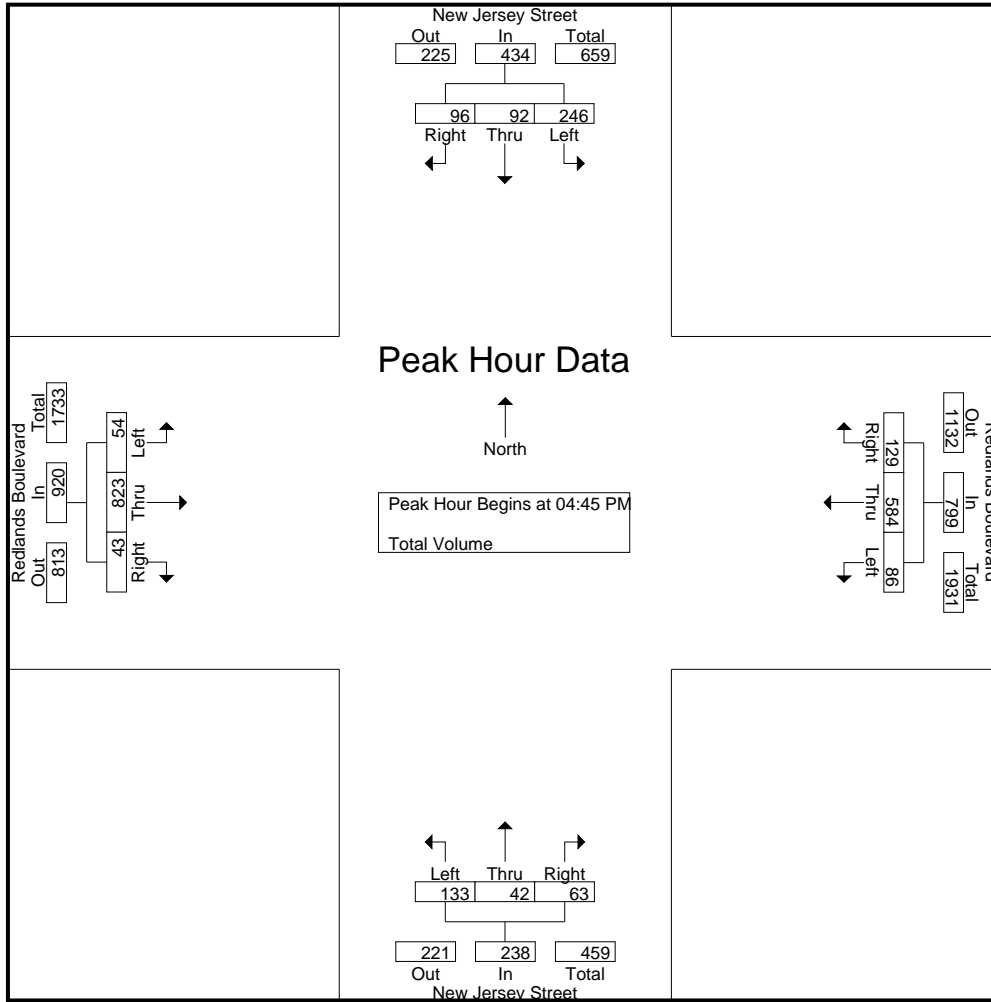 New Jersey Street
Out In Total
225 434 659
96 92 246
Right Thru Left
Peak Hour Data
North
Peak Hour Begins at 04:45 PM
Total Volume
Redlands Boulevard
Out In Total
813 920 1733
54 823 43
Left Thru Right
Redlands Boulevard
Out In Total
1132 799 1931
129 584 86
Right Thru Left
Left Thru Right
133 42 63
221 238 459
Out In Total
New Jersey Street